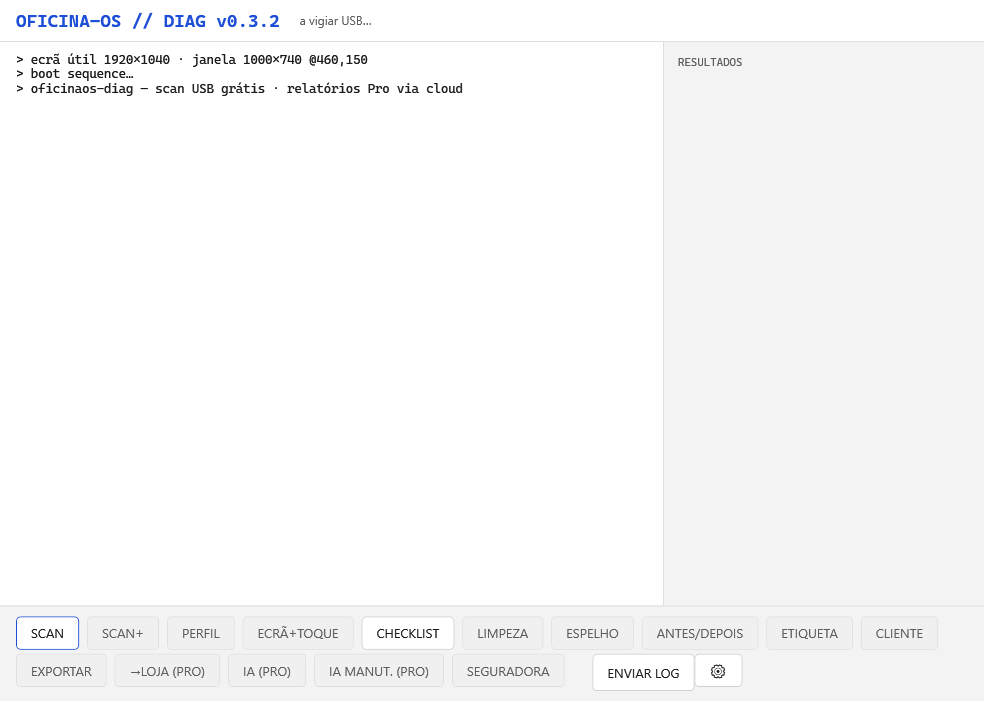 OFICINA-OS // DIAG v0.3.2 a vigiar USB...
RESULTADOS
> ecrã útil 1920×1040 · janela 1000×740 @460,150
> boot sequence…
> oficinaos-diag — scan USB grátis · relatórios Pro via cloud
SCAN SCAN+ PERFIL ECRÃ+TOQUE CHECKLIST LIMPEZA ESPELHO ANTES/DEPOIS ETIQUETA CLIENTE
EXPORTAR →LOJA (PRO) IA (PRO) IA MANUT. (PRO) SEGURADORA ENVIAR LOG